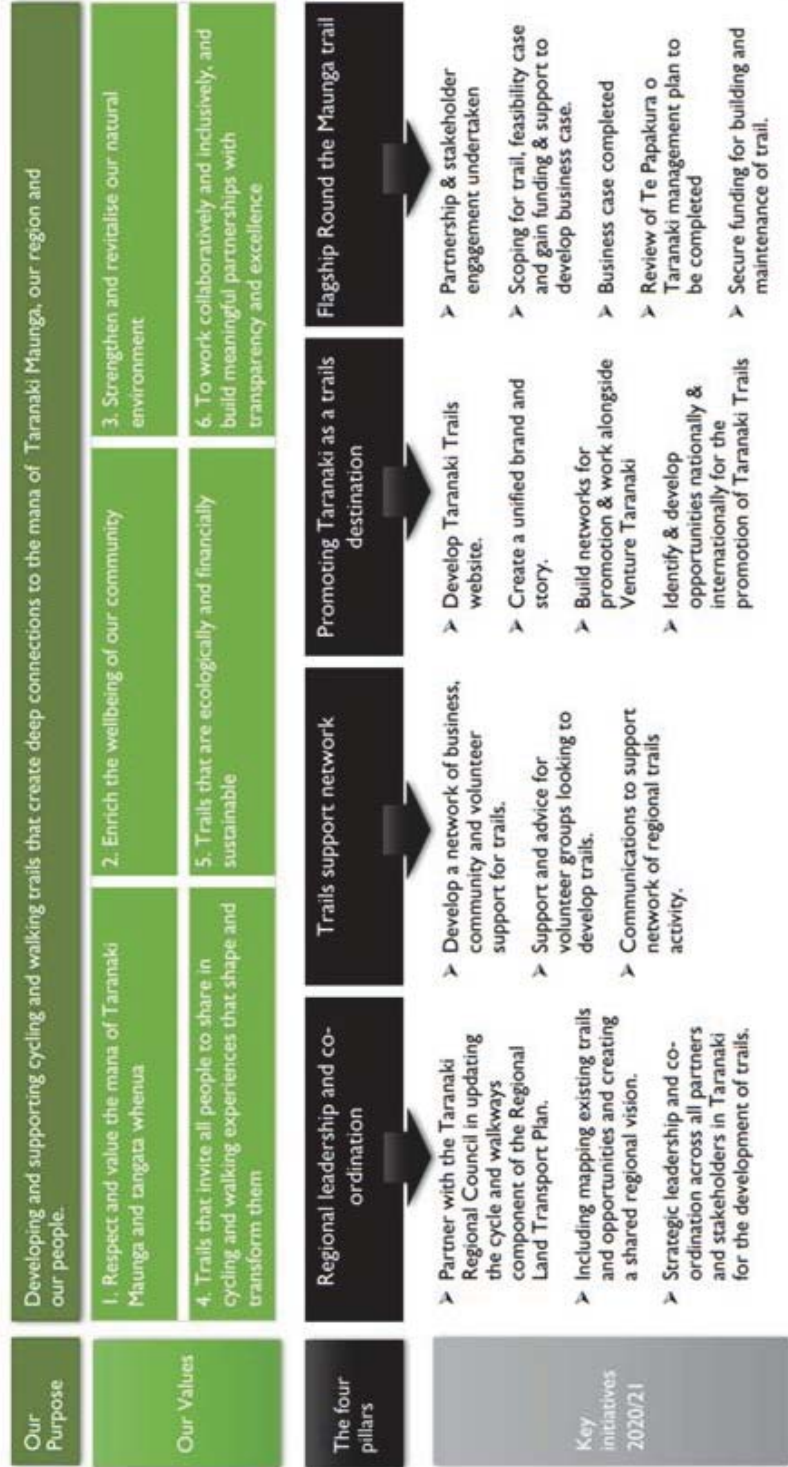 Our
Purpose
Developing and supporting cycling and walking trails that create deep connections to the mana of Taranaki Maunga, our region and
our people.
Our Values
1. Respect and value the mana of Taranaki
Maunga and tangata whenua
2. Enrich the wellbeing of our community
3. Strengthen and revitalise our natural
environment
4. Trails that invite all people to share in
cycling and walking experiences that shape and
transform them
5. Trails that are ecologically and financially
sustainable
6. To work collaboratively and inclusively, and
build meaningful partnerships with
transparency and excellence
The four
pillars
Regional leadership and co-
ordination
Trails support network
Promoting Taranaki as a trails
destination
Flagship Round the Maunga trail
Key
initiatives
2020/21
➤ Partner with the Taranaki
Regional Council in updating
the cycle and walkways
component of the Regional
Land Transport Plan.
➤ Including mapping existing trails
and opportunities and creating
a shared regional vision.
➤ Strategic leadership and co-
ordination across all partners
and stakeholders in Taranaki
for the development of trails.
➤ Develop a network of business,
community and volunteer
support for trails.
➤ Support and advice for
volunteer groups looking to
develop trails.
➤ Communications to support
network of regional trails
activity.
➤ Develop Taranaki Trails
website.
➤ Create a unified brand and
story.
➤ Build networks for
promotion & work alongside
Venture Taranaki
➤ Identify & develop
opportunities nationally &
internationally for the
promotion of Taranaki Trails
➤ Partnership & stakeholder
engagement undertaken
➤ Scoping for trail, feasibility case
and gain funding & support to
develop business case.
➤ Business case completed
➤ Review of Te Papakura o
Taranaki management plan to
be completed
➤ Secure funding for building and
maintenance of trail.